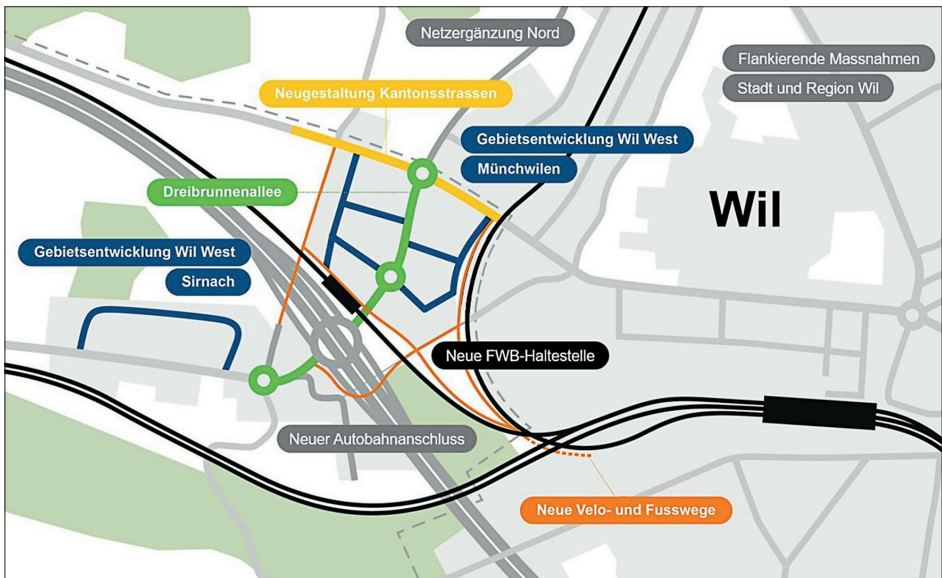 Netzergänzung Nord
Flankierende Massnahmen
Stadt und Region Wil
Neugestaltung Kantonsstrassen
Gebietsentwicklung Wil West
Münchwilen
Dreibrunnenallee
Wil
Gebietsentwicklung Wil West
Sirnach
Neue FWB-Haltestelle
Neuer Autobahnanschluss
Neue Velo- und Fusswege